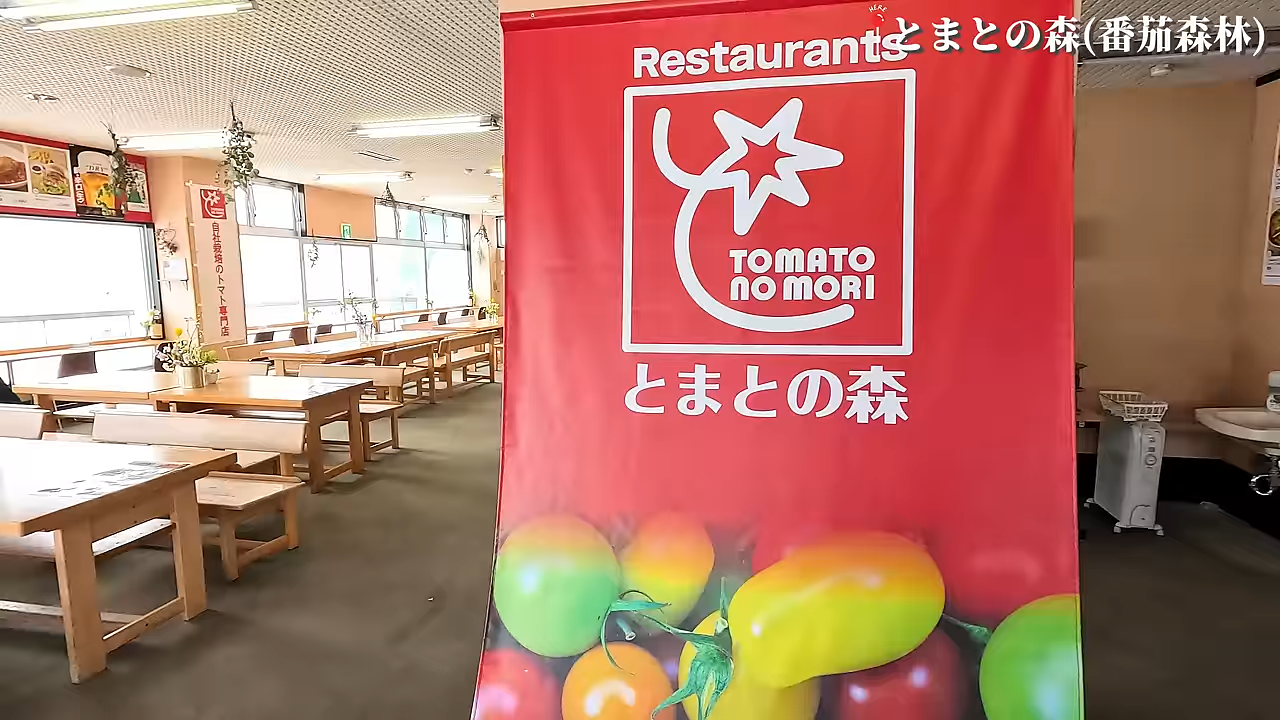 とまとの森(番茄森林)
HERE
Restaurants
TOMATO
NO MORI
とまとの森
自社栽培のトマト専門店